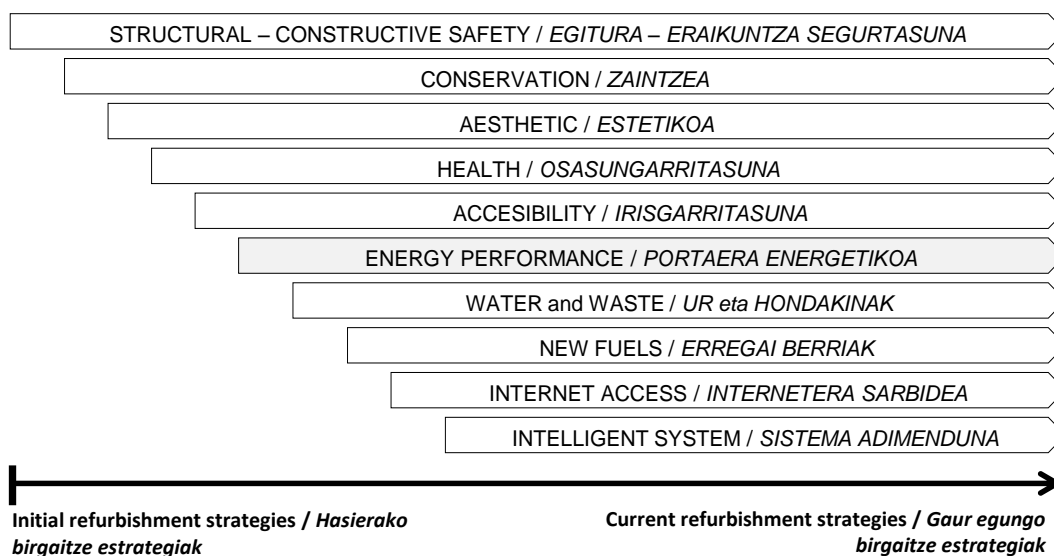 STRUCTURAL – CONSTRUCTIVE SAFETY / EGITURA – ERAIKUNTZA SEGURTASUNA
CONSERVATION / ZAINTZEA
AESTHETIC / ESTETIKOA
HEALTH / OSASUNGARRITASUNA
ACCESIBILITY / IRISGARRITASUNA
ENERGY PERFORMANCE / PORTAERA ENERGETIKOA
WATER and WASTE / UR eta HONDAKINAK
NEW FUELS / ERREGAI BERRIAK
INTERNET ACCESS / INTERNETERA SARBIDEA
INTELLIGENT SYSTEM / SISTEMA ADIMENDUNA
Initial refurbishment strategies / Hasierako
birgaitze estrategiak
Current refurbishment strategies / Gaur egungo
birgaitze estrategiak